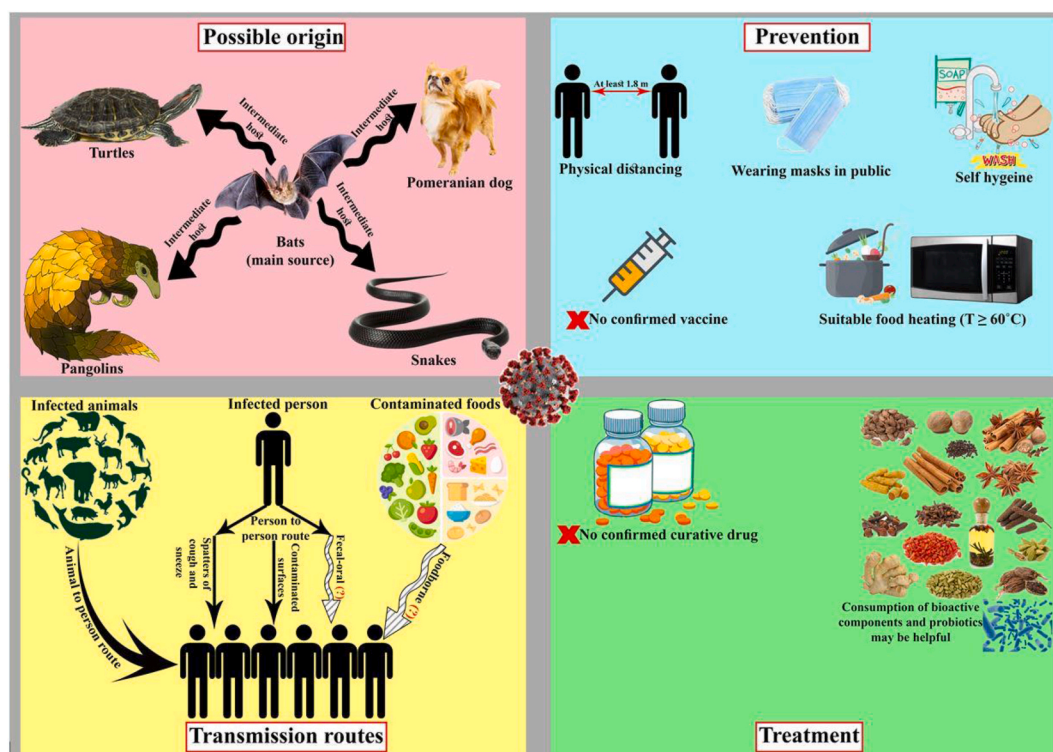 Possible origin
Intermediate
host
Intermediate
host
Turtles
Pomeranian dog
Intermediate
host
Intermediate
host
Bats
(main source)
Pangolins
Snakes
Prevention
At least 1.8 m
SOAP
WASH
Physical distancing
Wearing masks in public
Self hygeine
No confirmed vaccine
Suitable food heating (T ≥ 60˚C)
Infected animals
Infected person
Contaminated foods
Person to
person route
Animal to person route
Spatters of
cough and
sneeze
Contaminated
surfaces
Fecal-oral (?)
Foodborne (?)
Transmission routes
No confirmed curative drug
Consumption of bioactive
components and probiotics
may be helpful
Treatment